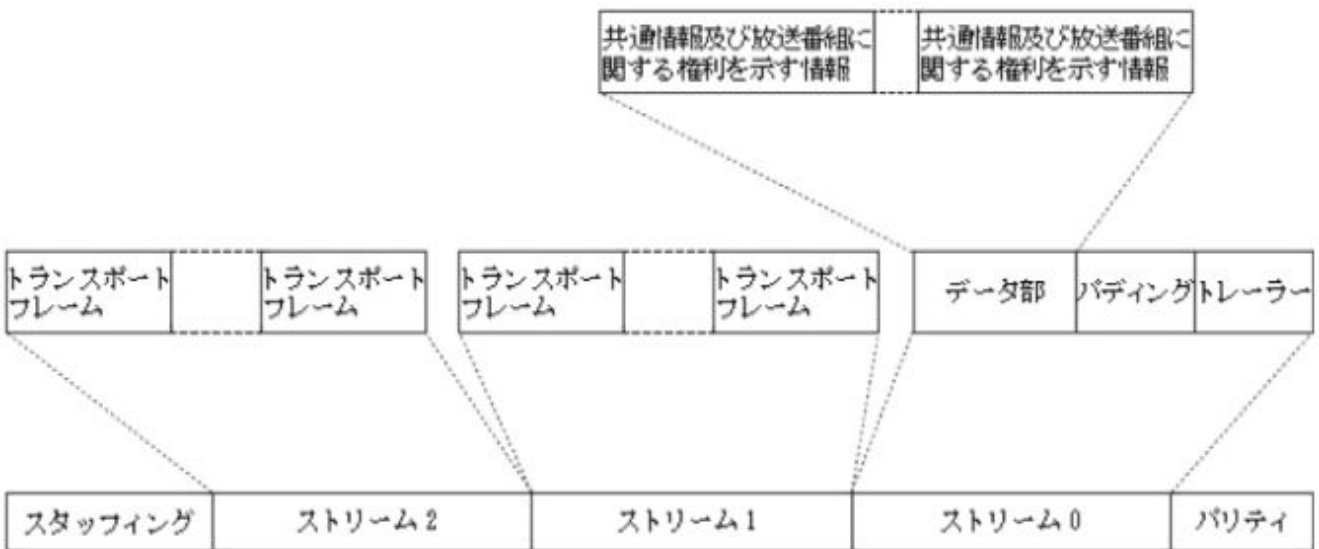 共通情報及び放送番組に
関する権利を示す情報
共通情報及び放送番組に
関する権利を示す情報
トランスポート
フレーム
トランスポート
フレーム
トランスポート
フレーム
トランスポート
フレーム
データ部
パディング
トレーラー
スタッフィング
ストリーム2
ストリーム1
ストリーム0
パリティ